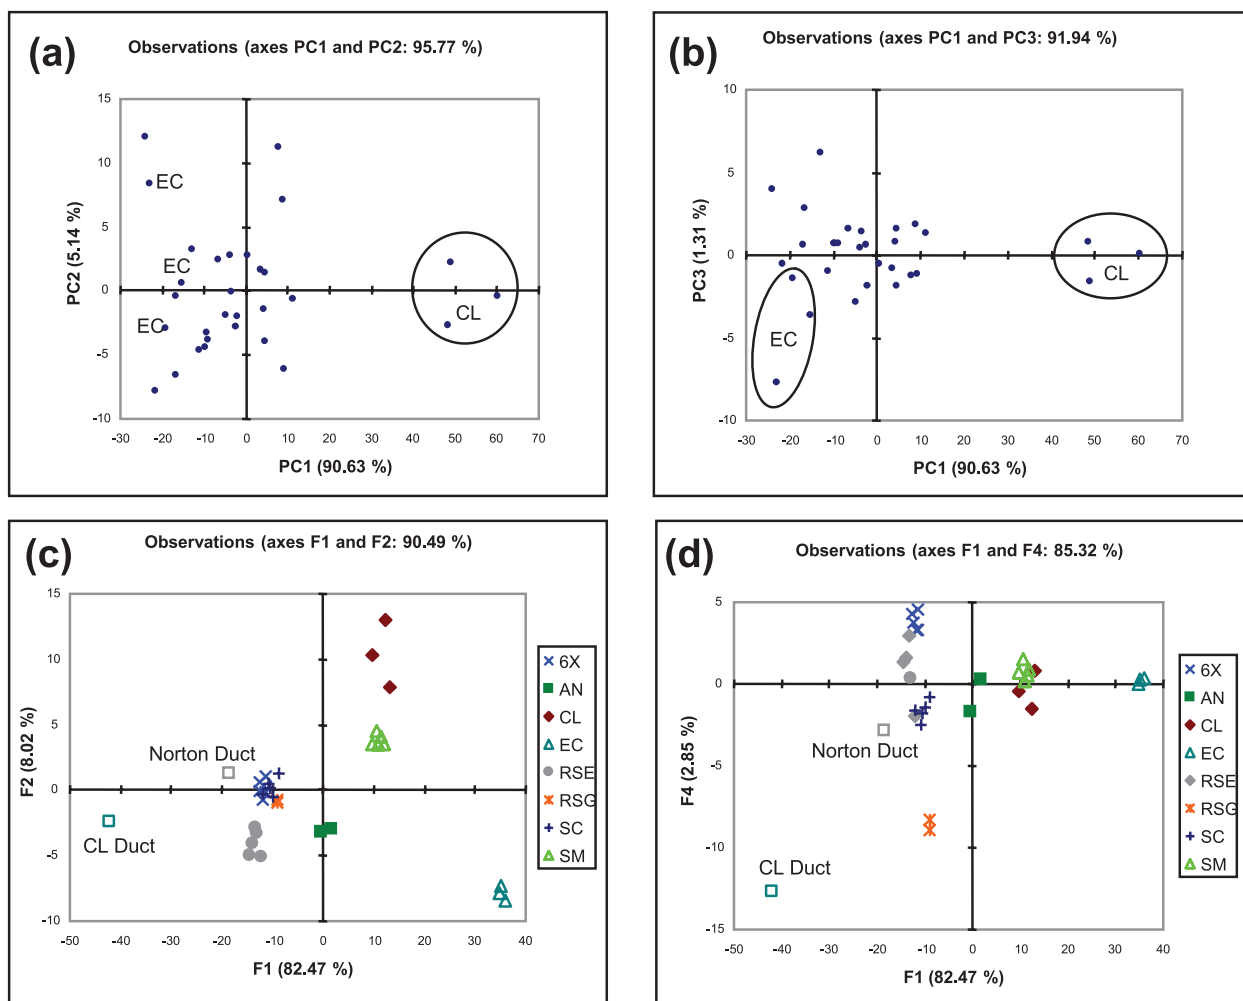 (a)
Observations (axes PC1 and PC2: 95.77 %)
15
10
5
0
-5
-10
PC2 (5.14 %)
EC
EC
EC
CL
-30 -20 -10 0 10 20 30 40 50 60 70
PC1 (90.63 %)
(b)
Observations (axes PC1 and PC3: 91.94 %)
10
5
0
-5
-10
PC3 (1.31 %)
EC
CL
-30 -20 -10 0 10 20 30 40 50 60 70
PC1 (90.63 %)
(c)
Observations (axes F1 and F2: 90.49 %)
15
10
5
0
-5
-10
F2 (8.02 %)
Norton Duct
CL Duct
-50 -40 -30 -20 -10 0 10 20 30 40
F1 (82.47 %)
6X
AN
CL
EC
RSE
RSG
SC
SM
(d)
Observations (axes F1 and F4: 85.32 %)
5
0
-5
-10
-15
F4 (2.85 %)
Norton Duct
CL Duct
-50 -40 -30 -20 -10 0 10 20 30 40
F1 (82.47 %)
6X
AN
CL
EC
RSE
RSG
SC
SM